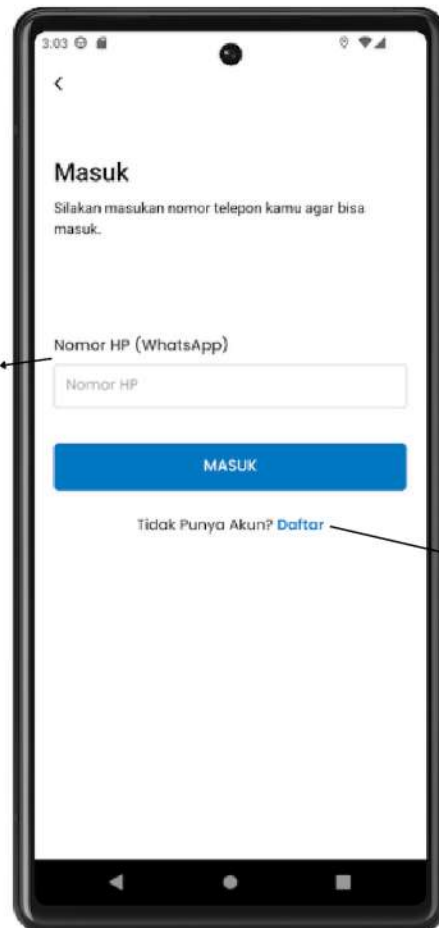 3:03
Masuk
Silakan masukan nomor telepon kamu agar bisa
masuk.
Nomor HP (WhatsApp)
Nomor HP
MASUK
Tidak Punya Akun? Daftar